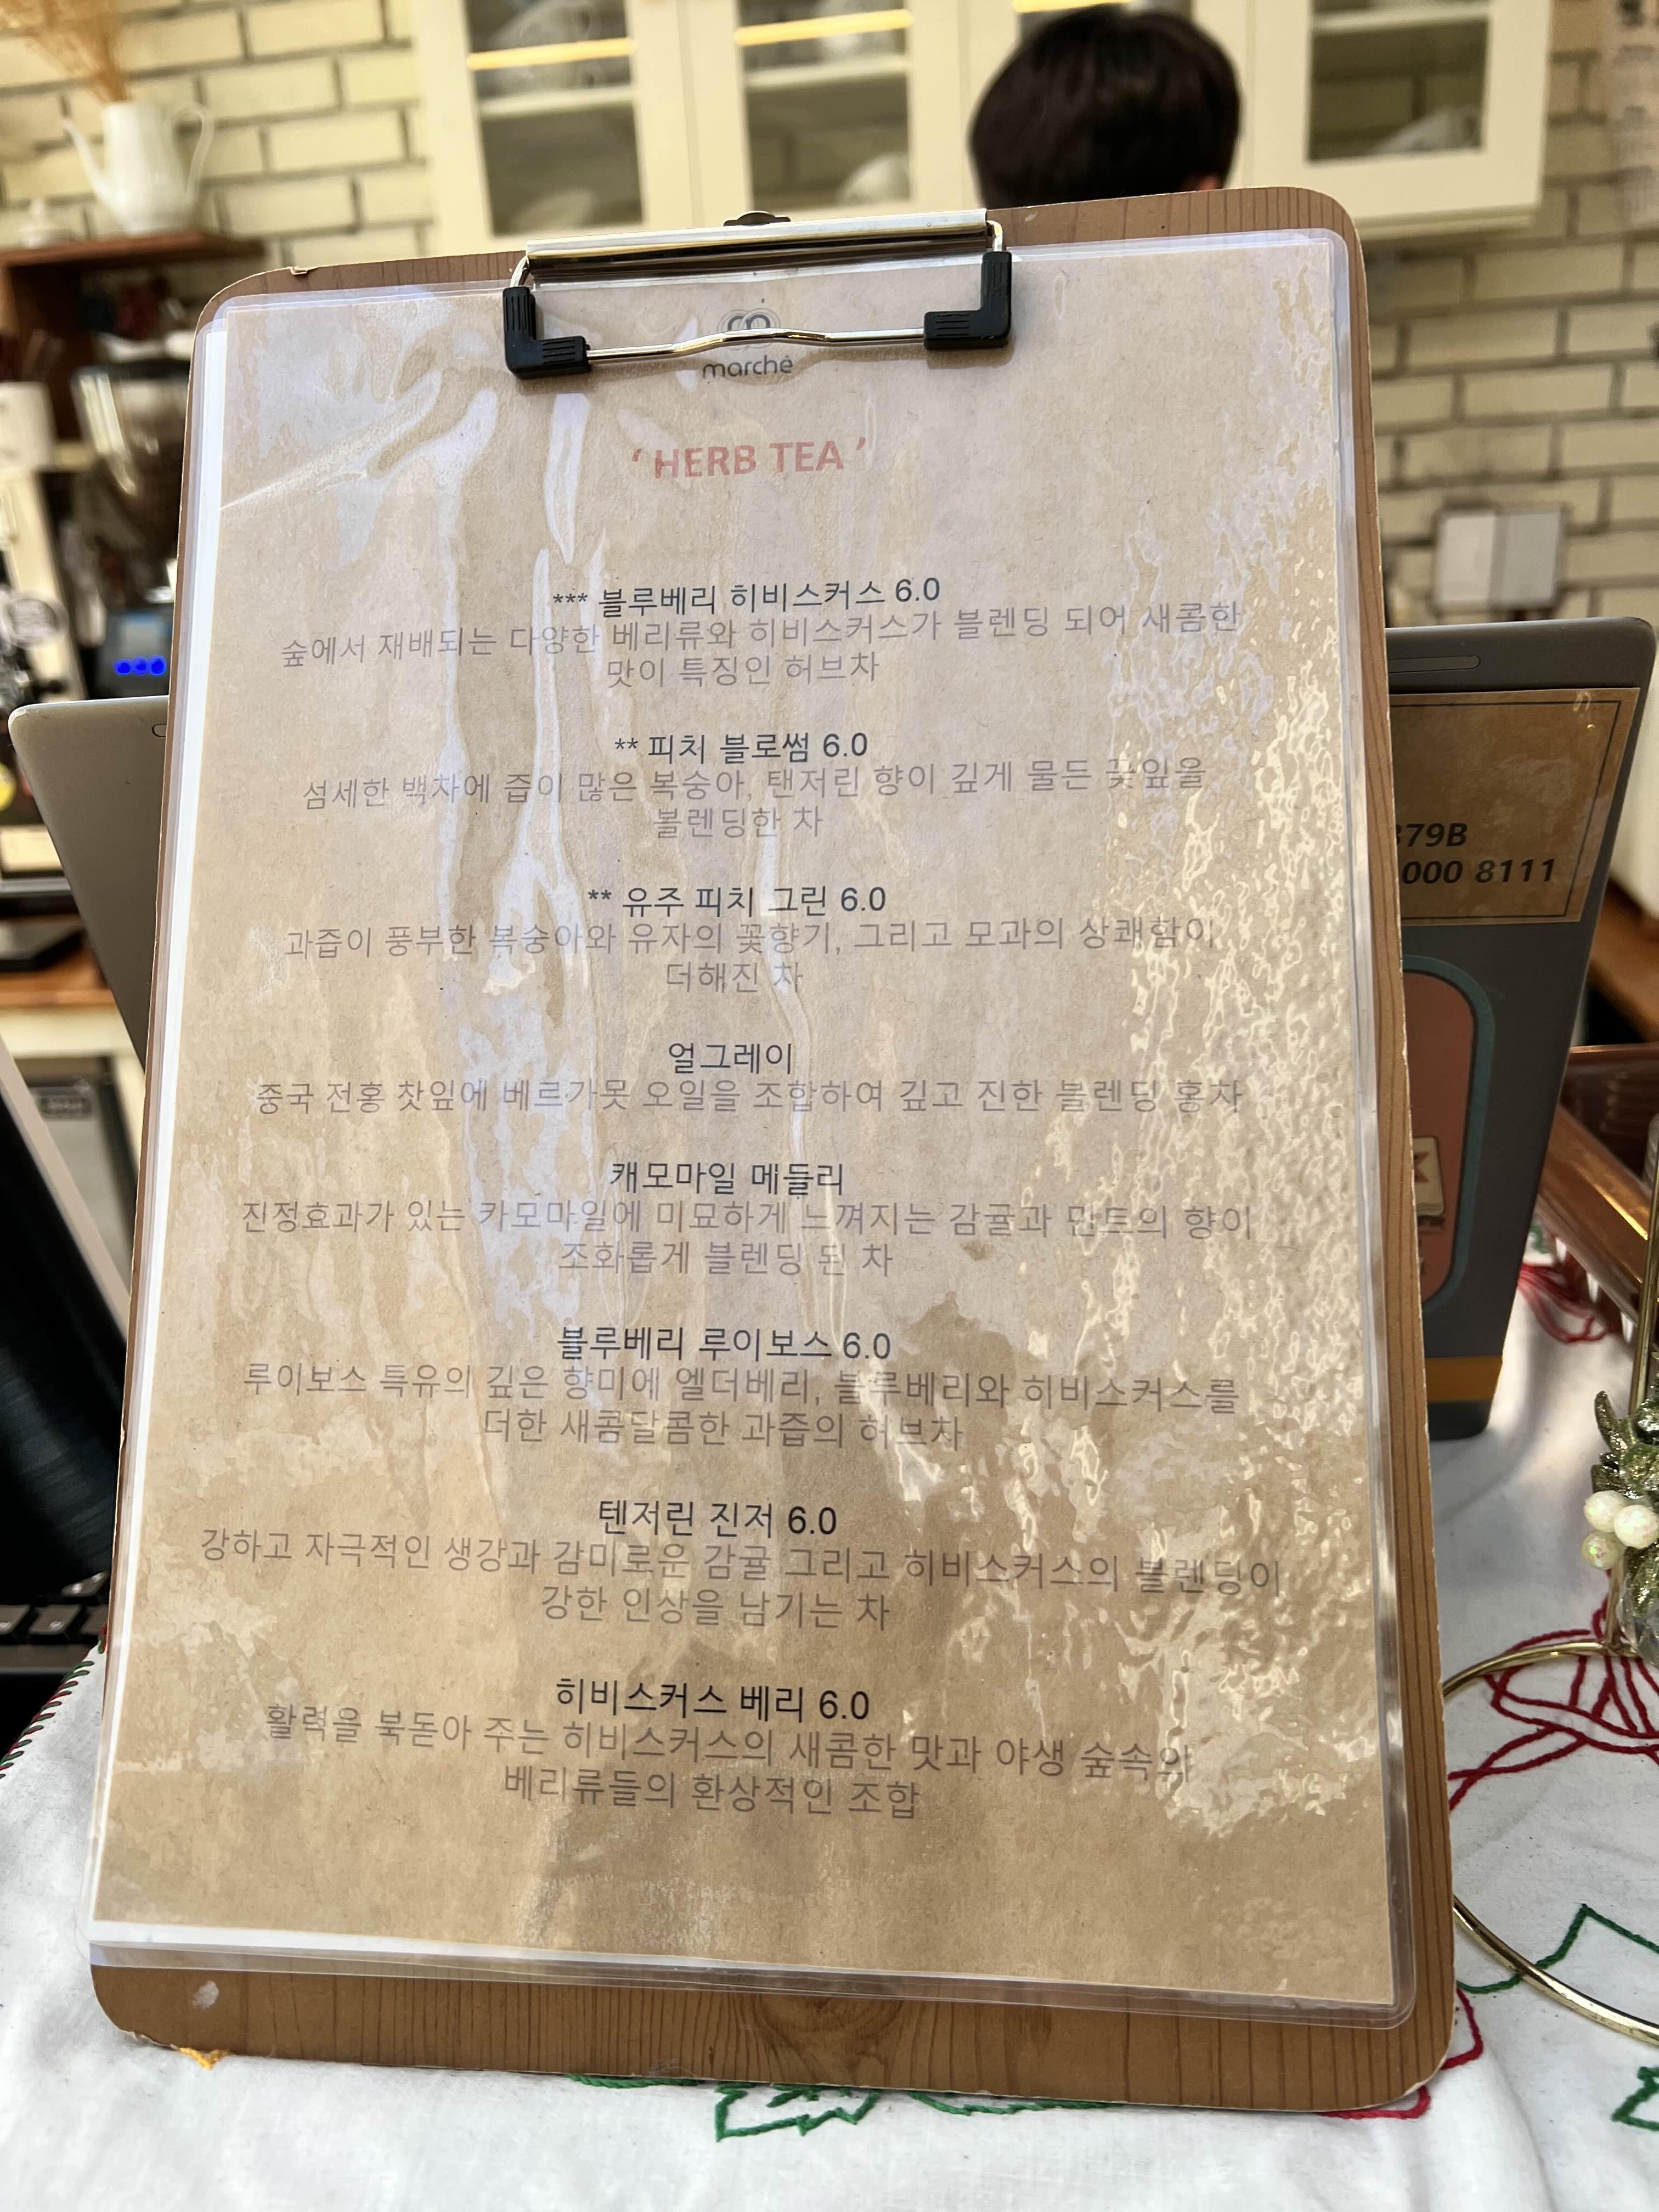 marché
‘ HERB TEA ’
*** 블루베리 히비스커스 6.0
숲에서 재배되는 다양한 베리류와 히비스커스가 블렌딩 되어 새콤한
맛이 특징인 허브차
** 피치 블로썸 6.0
섬세한 백차에 즙이 많은 복숭아, 탠저린 향이 깊게 물든 꽃잎을
블렌딩한 차
** 유주 피치 그린 6.0
과즙이 풍부한 복숭아와 유자의 꽃향기, 그리고 모과의 상쾌함이
더해진 차
얼그레이
중국 전홍 찻잎에 베르가못 오일을 조합하여 깊고 진한 블렌딩 홍차
캐모마일 메들리
진정효과가 있는 카모마일에 미묘하게 느껴지는 감귤과 민트의 향이
조화롭게 블렌딩 된 차
블루베리 루이보스 6.0
루이보스 특유의 깊은 향미에 엘더베리, 블루베리와 히비스커스를
더한 새콤달콤한 과즙의 허브차
텐저린 진저 6.0
강하고 자극적인 생강과 감미로운 감귤 그리고 히비스커스의 블렌딩이
강한 인상을 남기는 차
히비스커스 베리 6.0
활력을 북돋아 주는 히비스커스의 새콤한 맛과 야생 숲속의
베리류들의 환상적인 조합
379B
000 8111